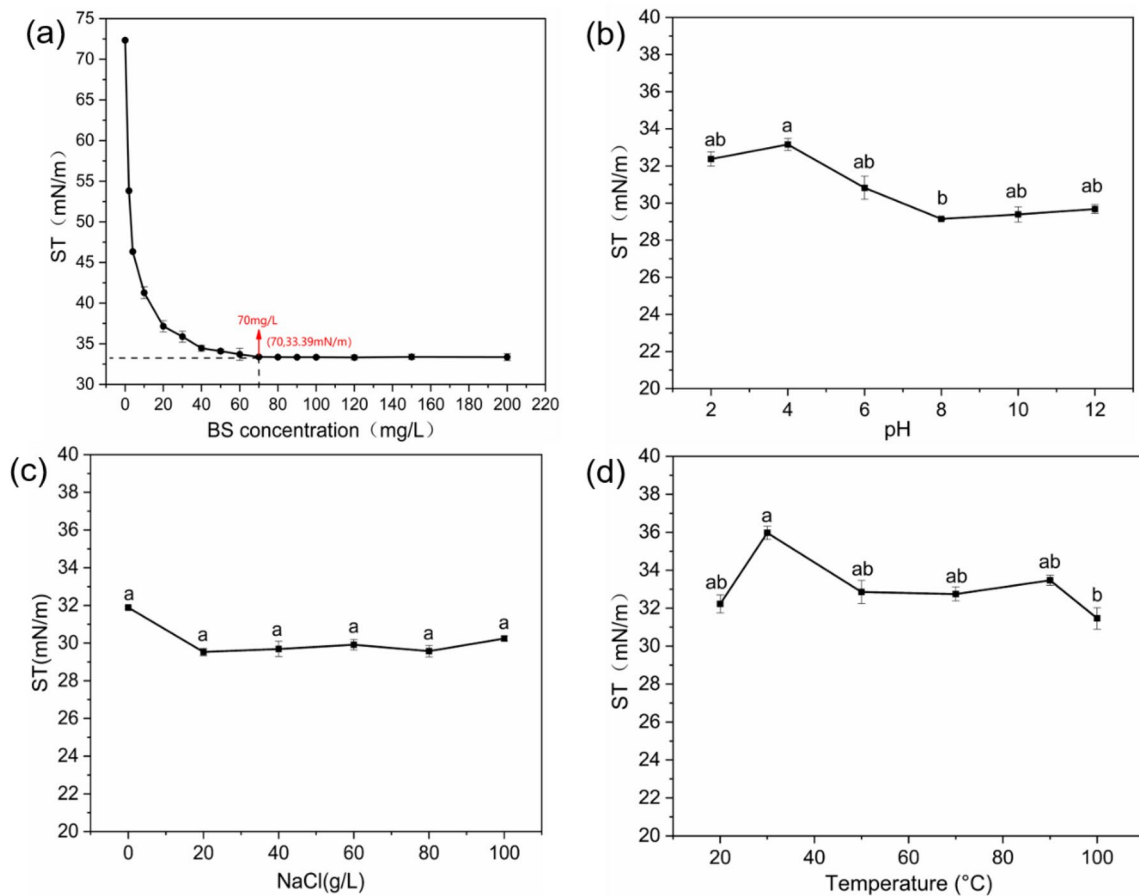 (a)
75
70
65
60
55
50
45
40
35
30
ST（mN/m）
70mg/L
(70,33.39mN/m)
0 20 40 60 80 100 120 140 160 180 200 220
BS concentration（mg/L）
(b)
40
38
36
34
32
30
28
26
24
22
20
ST（mN/m）
ab a ab b ab ab
2 4 6 8 10 12
pH
(c)
40
38
36
34
32
30
28
26
24
22
20
ST(mN/m)
a a a a a a
0 20 40 60 80 100
NaCl(g/L)
(d)
40
38
36
34
32
30
28
26
24
22
20
ST（mN/m）
ab a ab ab ab b
20 40 60 80 100
Temperature (°C)